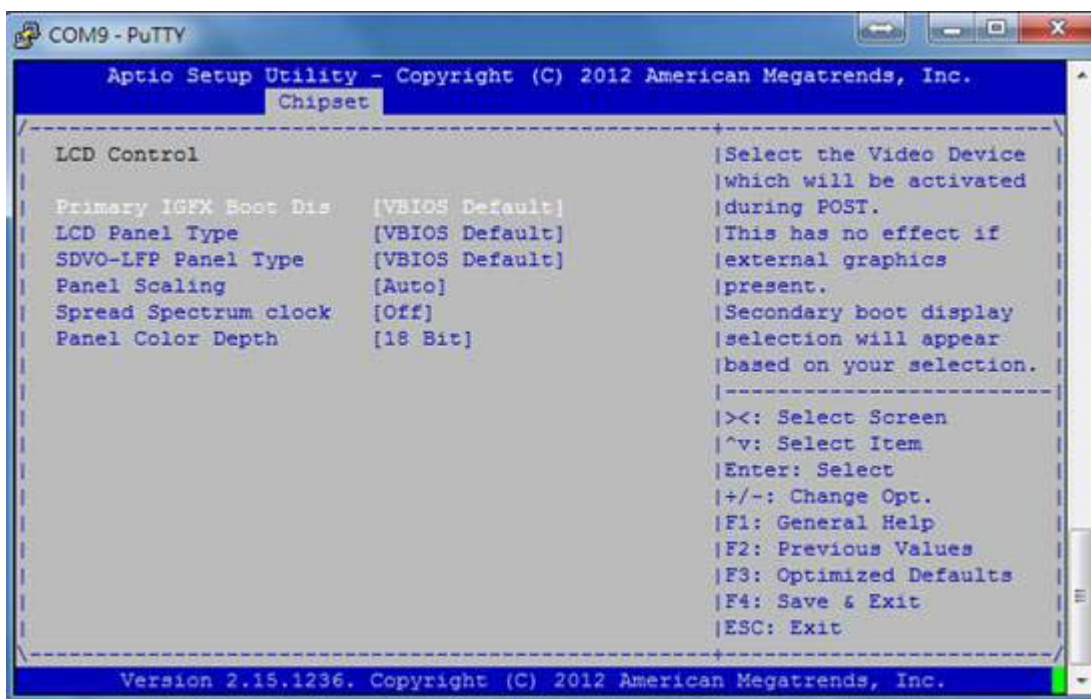 COM9 - PuTTY
Aptio Setup Utility - Copyright (C) 2012 American Megatrends, Inc.
Chipset
LCD Control
Primary IGFX Boot Dis [VBIOS Default]
LCD Panel Type [VBIOS Default]
SDVO-LFP Panel Type [VBIOS Default]
Panel Scaling [Auto]
Spread Spectrum clock [Off]
Panel Color Depth [18 Bit]
Select the Video Device
which will be activated
during POST.
This has no effect if
external graphics
present.
Secondary boot display
selection will appear
based on your selection.
><: Select Screen
^v: Select Item
Enter: Select
+/-: Change Opt.
F1: General Help
F2: Previous Values
F3: Optimized Defaults
F4: Save & Exit
ESC: Exit
Version 2.15.1236. Copyright (C) 2012 American Megatrends, Inc.